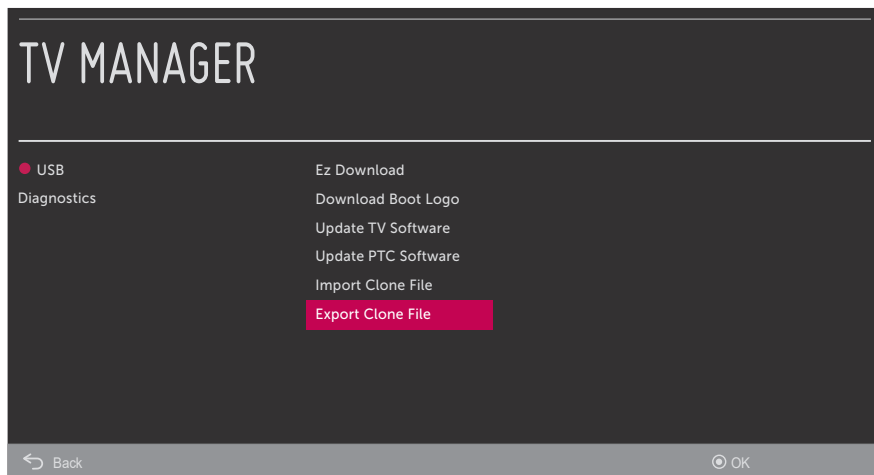 TV MANAGER
USB
Diagnostics
Ez Download
Download Boot Logo
Update TV Software
Update PTC Software
Import Clone File
Export Clone File
Back
OK